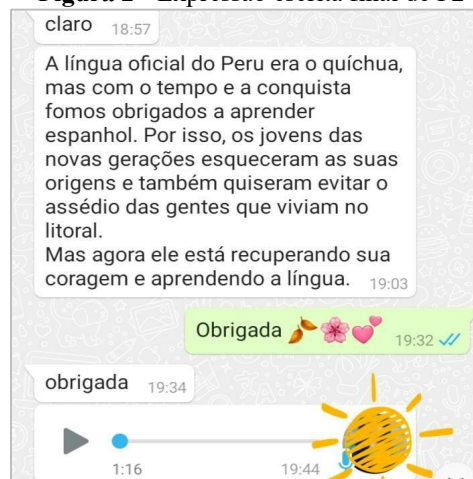 claro 18:57
A língua oficial do Peru era o quíchua,
mas com o tempo e a conquista
fomos obrigados a aprender
espanhol. Por isso, os jovens das
novas gerações esqueceram as suas
origens e também quiseram evitar o
assédio das gentes que viviam no
litoral.
Mas agora ele está recuperando sua
coragem e aprendendo a língua. 19:03
Obrigada 🍂🌸💕 19:32
obrigada 19:34
1:16 19:44